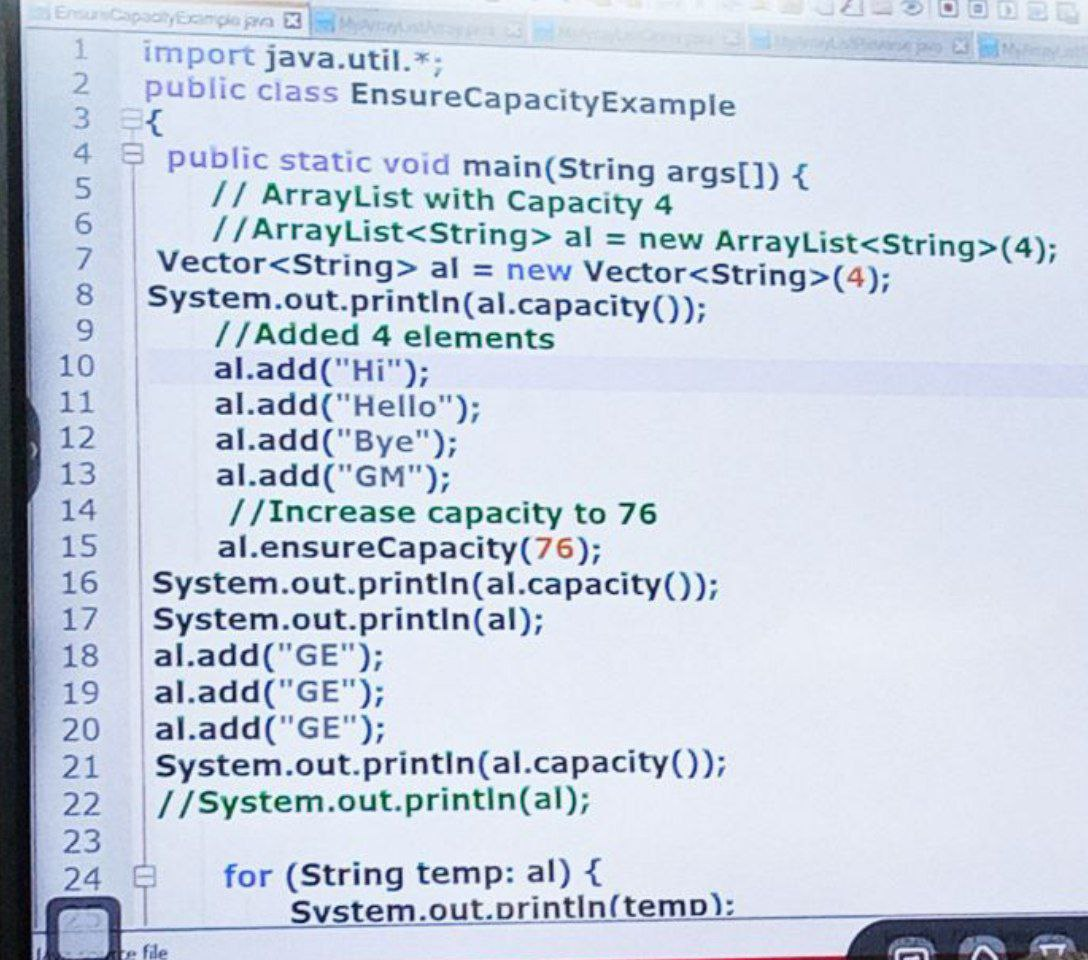 EnsureCapacityExample.java
1 import java.util.*;
2 public class EnsureCapacityExample
3 {
4 public static void main(String args[]) {
5 // ArrayList with Capacity 4
6 //ArrayList<String> al = new ArrayList<String>(4);
7 Vector<String> al = new Vector<String>(4);
8 System.out.println(al.capacity());
9 //Added 4 elements
10 al.add("Hi");
11 al.add("Hello");
12 al.add("Bye");
13 al.add("GM");
14 //Increase capacity to 76
15 al.ensureCapacity(76);
16 System.out.println(al.capacity());
17 System.out.println(al);
18 al.add("GE");
19 al.add("GE");
20 al.add("GE");
21 System.out.println(al.capacity());
22 //System.out.println(al);
23
24 for (String temp: al) {
System.out.println(temp);
file